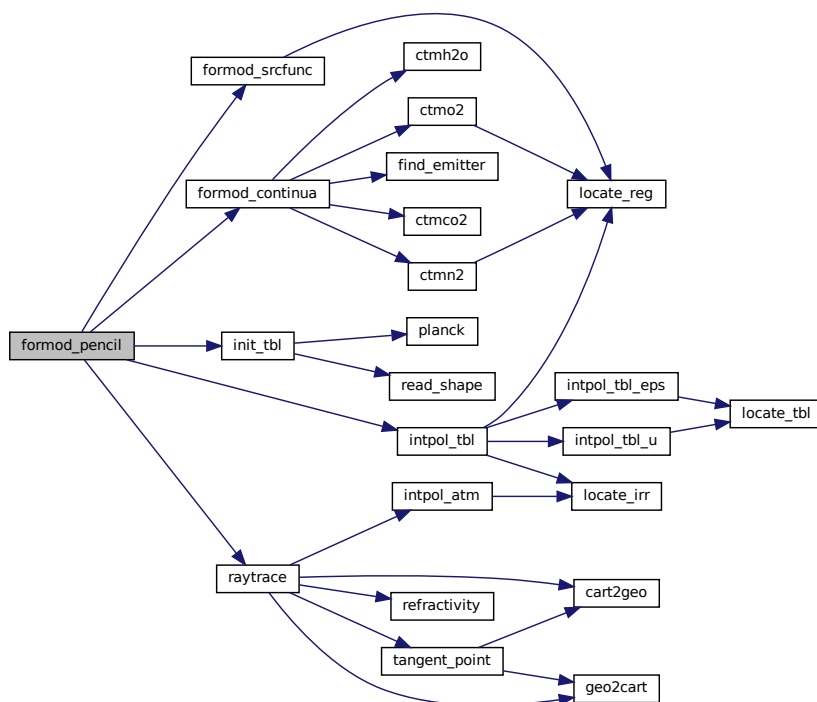 formod_srcfunc
ctmh2o
ctmo2
find_emitter
formod_continua
locate_reg
ctmco2
ctmn2
formod_pencil
init_tbl
planck
read_shape
intpol_tbl_eps
locate_tbl
intpol_tbl
intpol_tbl_u
intpol_atm
locate_irr
raytrace
cart2geo
refractivity
tangent_point
geo2cart